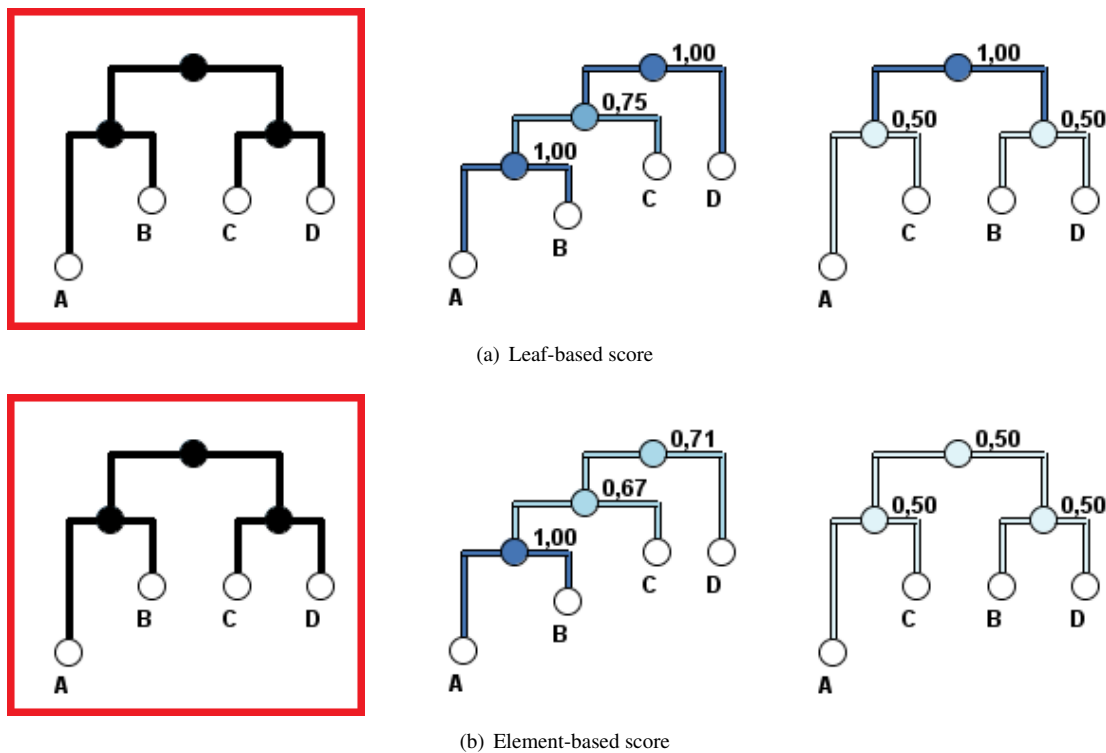 1,00
1,00
0,75
0,50
0,50
1,00
B C D
C D
C B D
B
A
A
A
(a) Leaf-based score
0,71
0,50
0,67
0,50
0,50
1,00
B C D
C D
C B D
B
A
A
A
(b) Element-based score